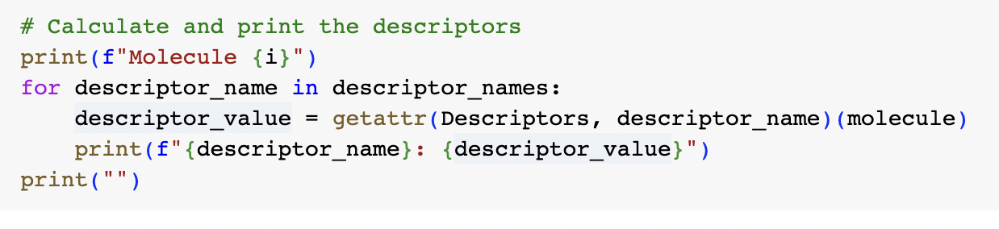 # Calculate and print the descriptors
print(f"Molecule {i}")
for descriptor_name in descriptor_names:
    descriptor_value = getattr(Descriptors, descriptor_name)(molecule)
    print(f"{descriptor_name}: {descriptor_value}")
print("")